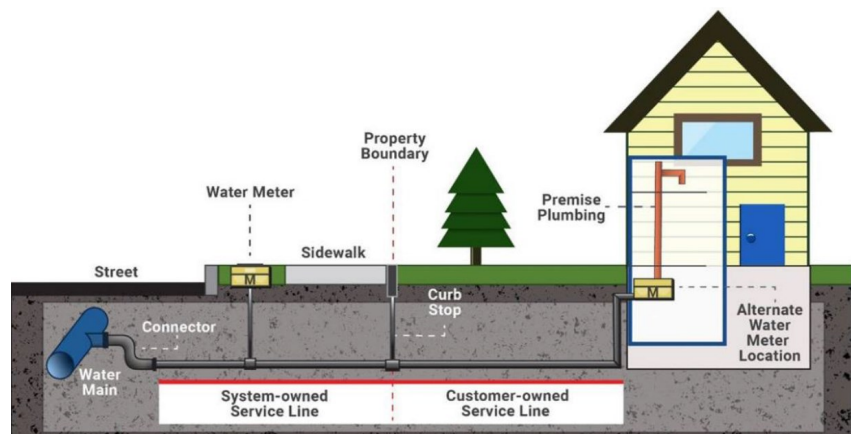 Property
Boundary
Water Meter
Premise
Plumbing
Sidewalk
Street
M
M
Curb
Stop
Connector
Alternate
Water
Meter
Location
Water
Main
System-owned
Service Line
Customer-owned
Service Line